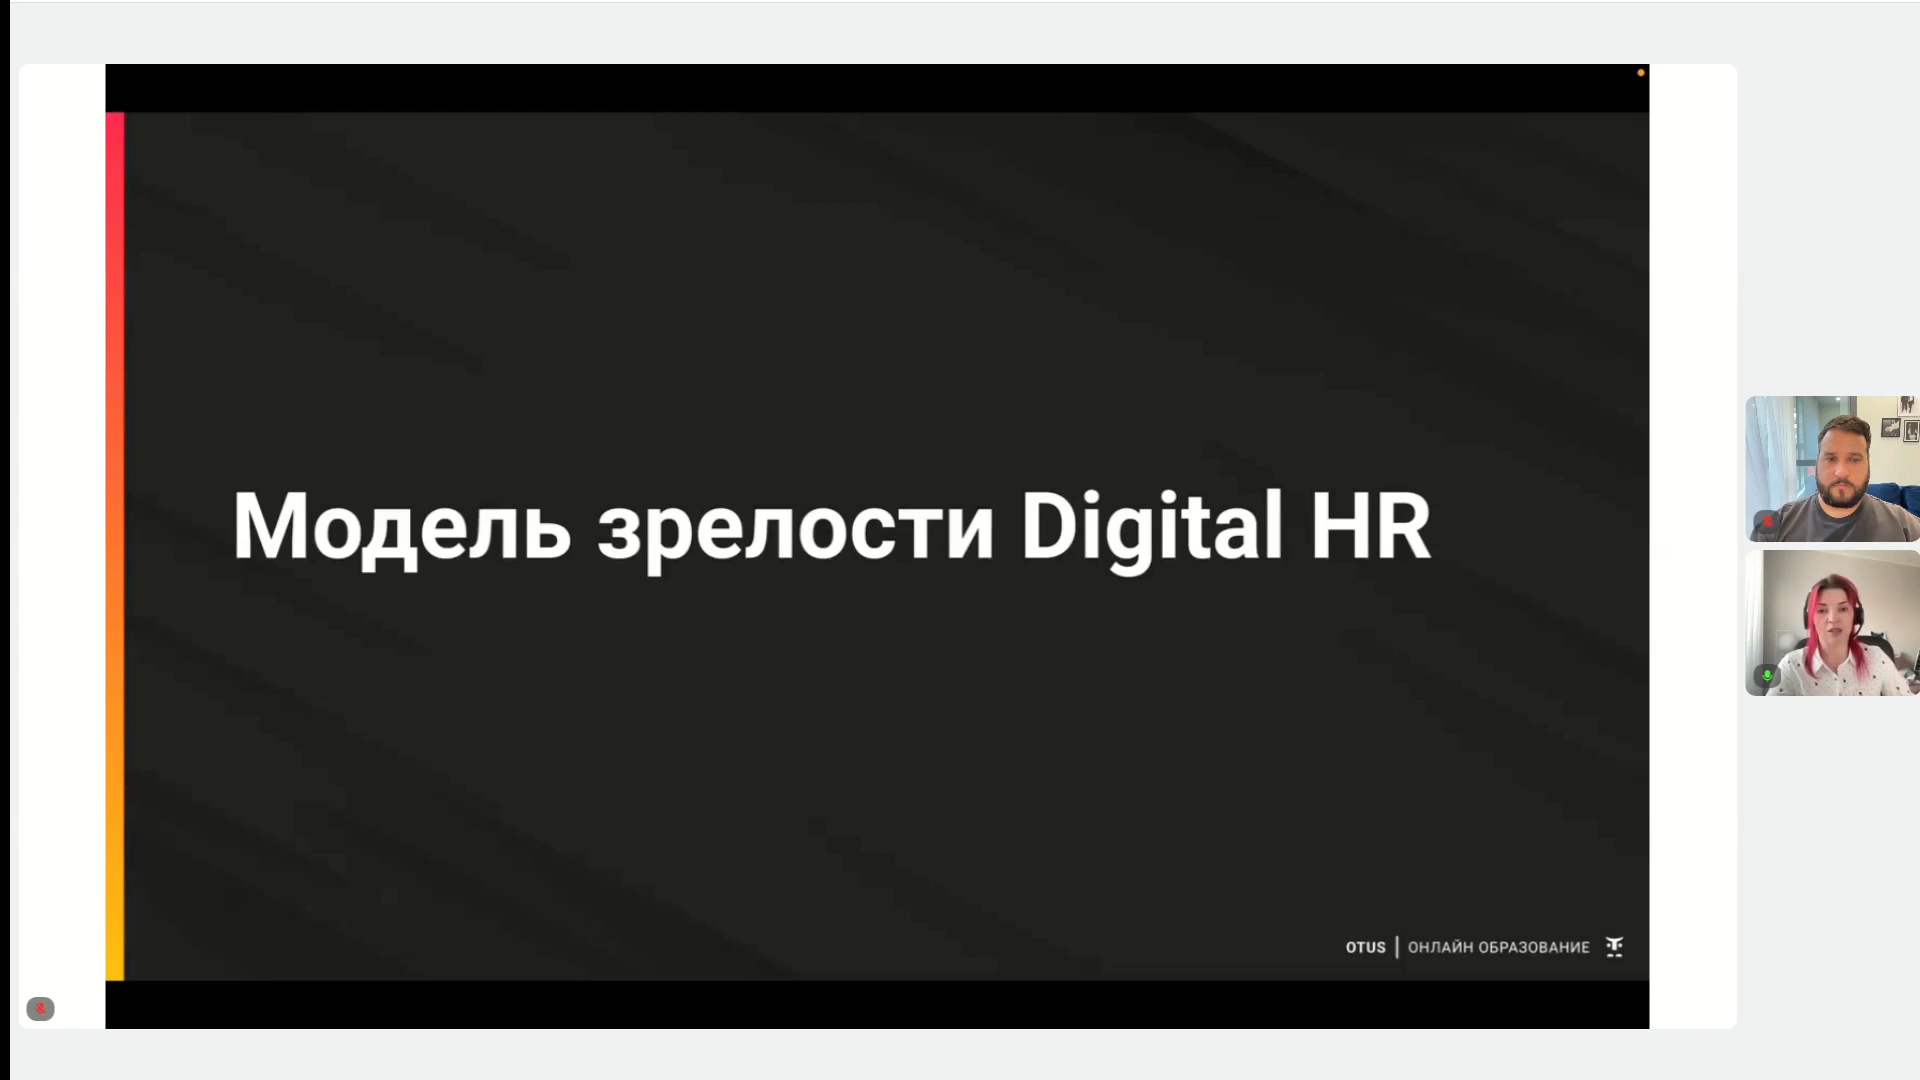 Модель зрелости Digital HR
OTUS | ОНЛАЙН ОБРАЗОВАНИЕ